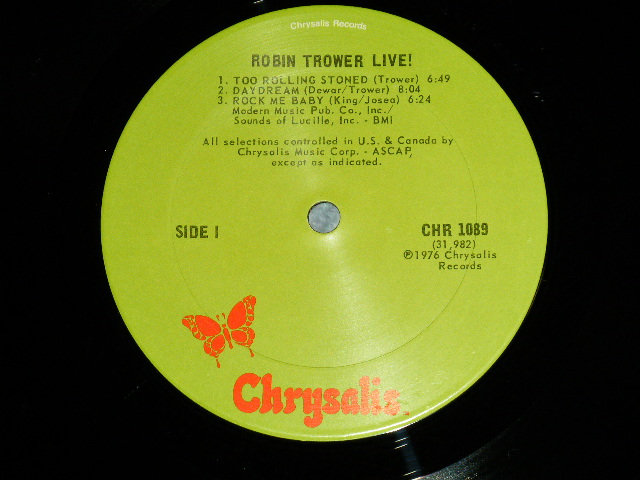 Chrysalis Records
ROBIN TROWER LIVE!
1. TOO ROLLING STONED (Trower) 6:49
2. DAYDREAM (Dewar/Trower) 8:04
3. ROCK ME BABY (King/Josea) 6:24
Modern Music Pub. Co., Inc./
Sounds of Lucille, Inc. - BMI
All selections controlled in U.S. & Canada by
Chrysalis Music Corp. - ASCAP,
except as indicated.
SIDE 1
CHR 1089
(31,982)
℗1976 Chrysalis
Records
Chrysalis